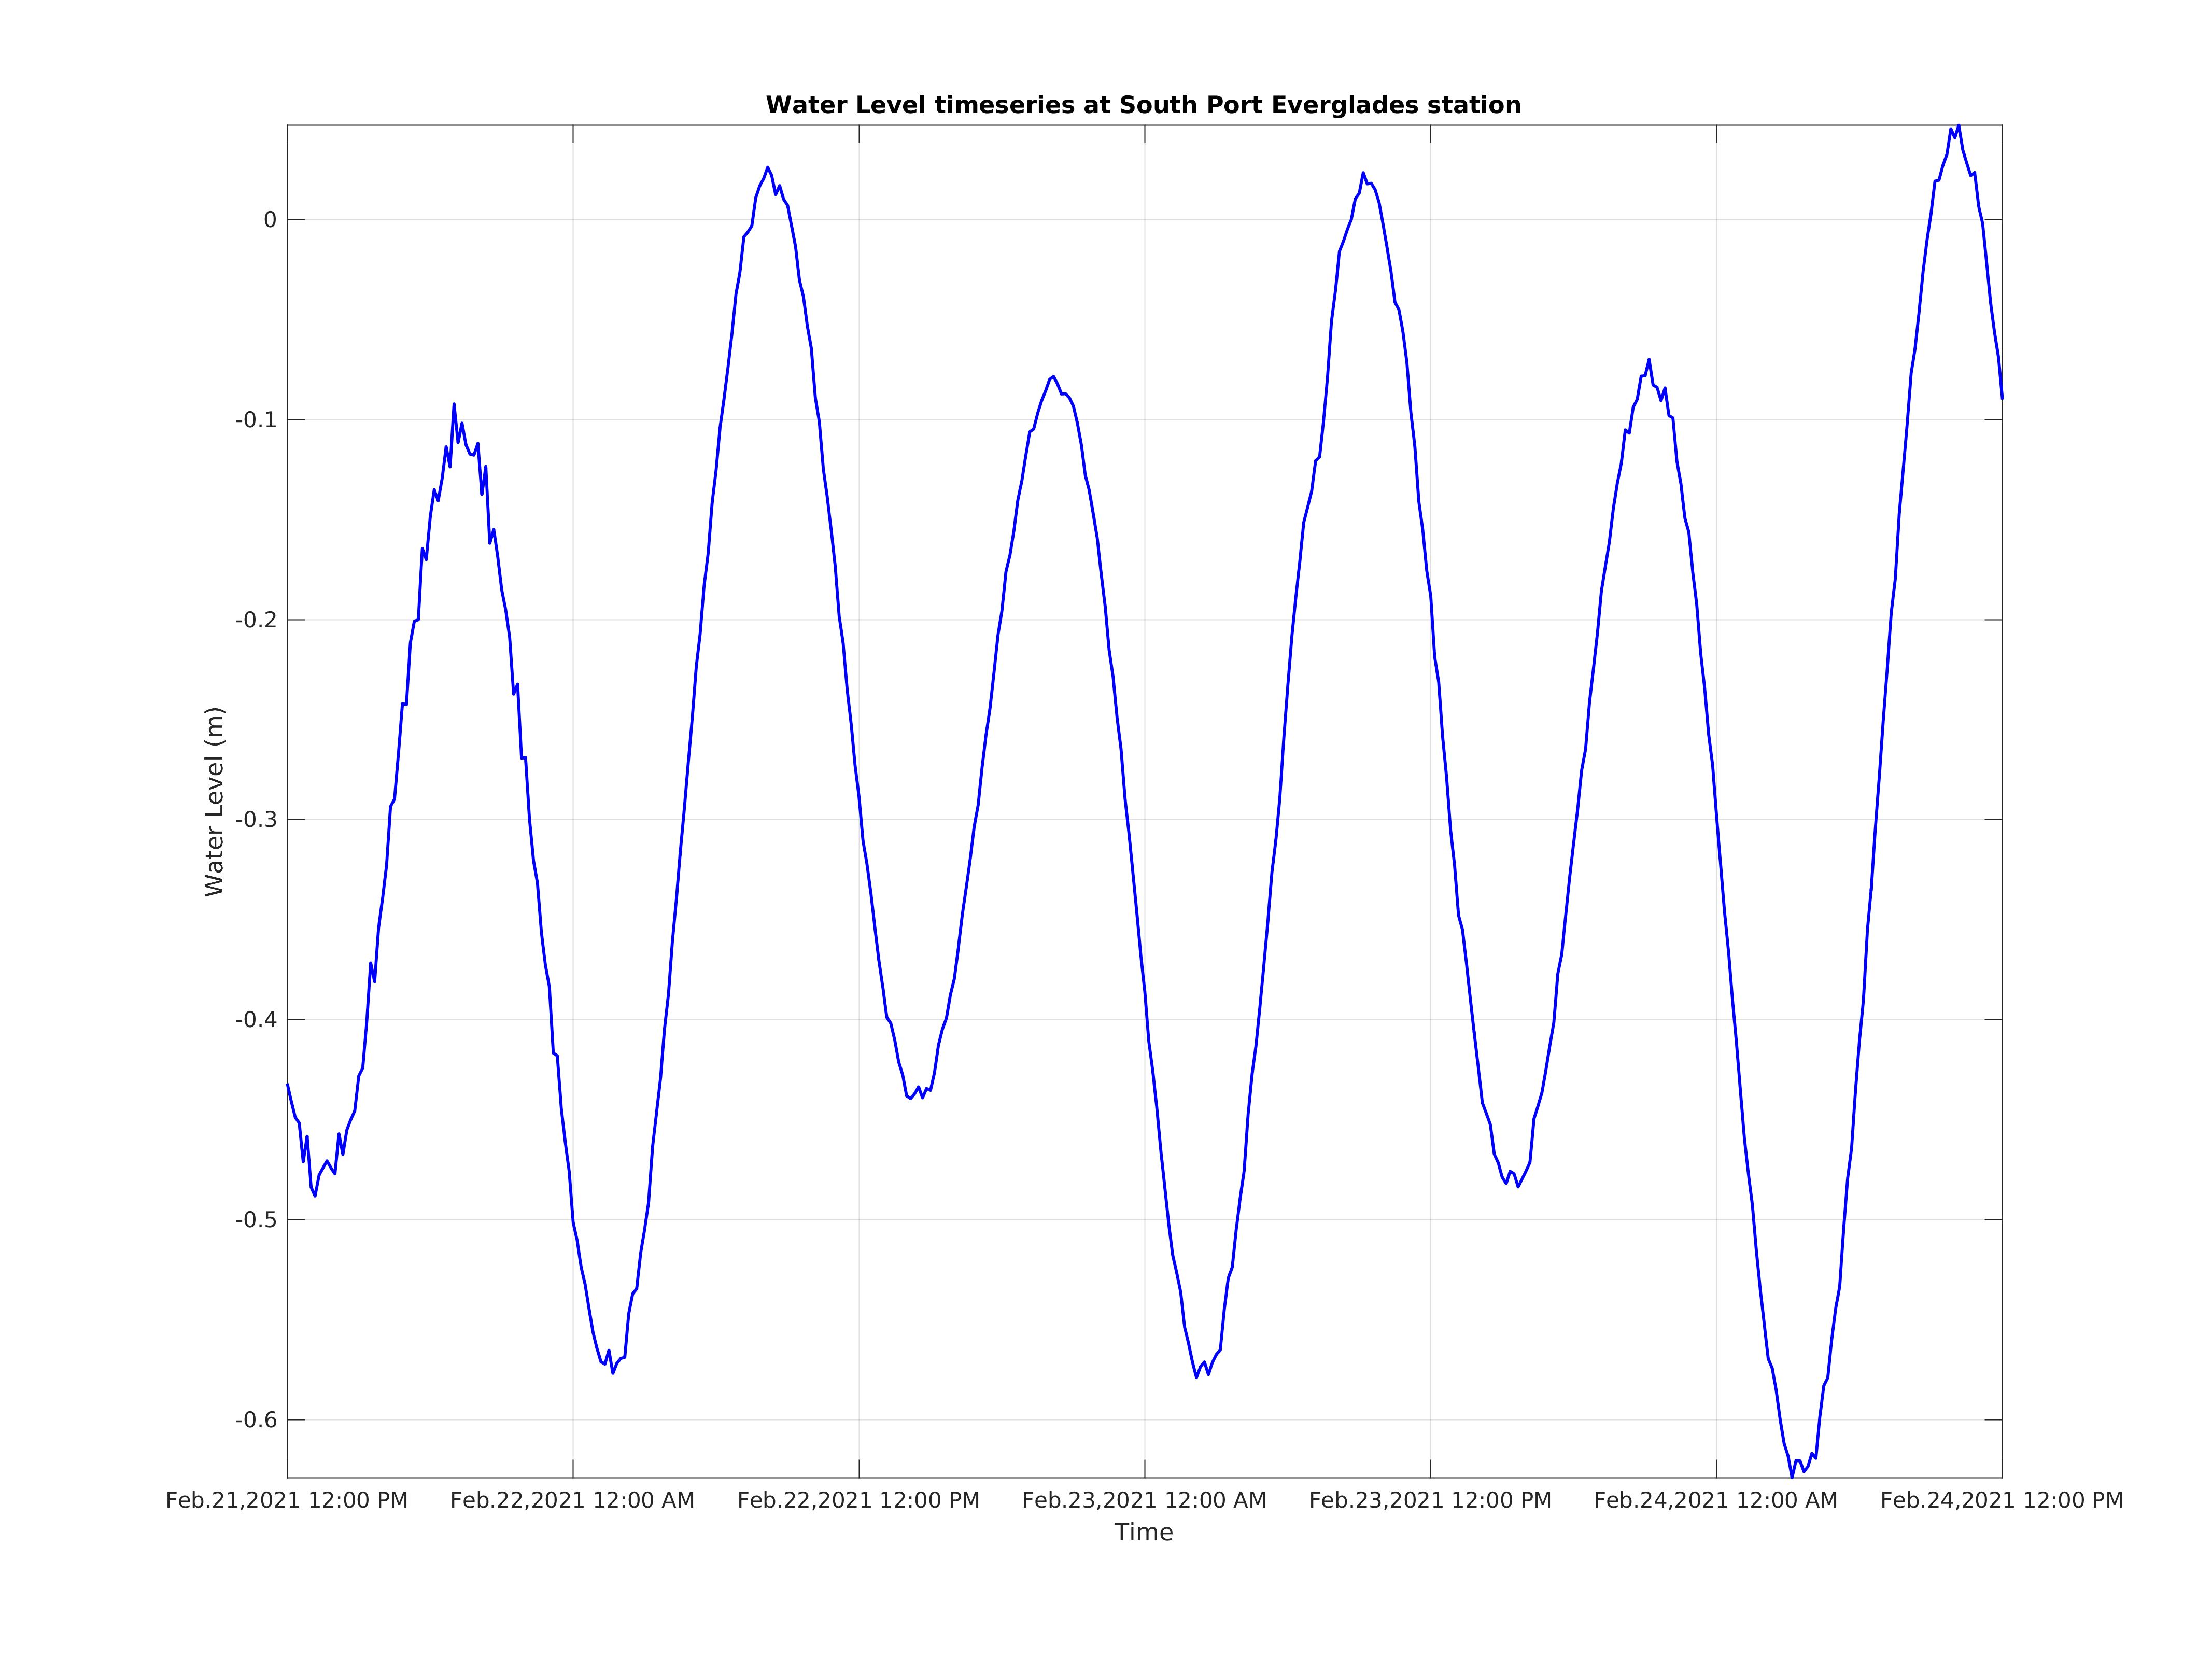 Water Level timeseries at South Port Everglades station
0
-0.1
-0.2
-0.3
-0.4
-0.5
-0.6
Water Level (m)
Feb.21,2021 12:00 PM
Feb.22,2021 12:00 AM
Feb.22,2021 12:00 PM
Feb.23,2021 12:00 AM
Feb.23,2021 12:00 PM
Feb.24,2021 12:00 AM
Feb.24,2021 12:00 PM
Time